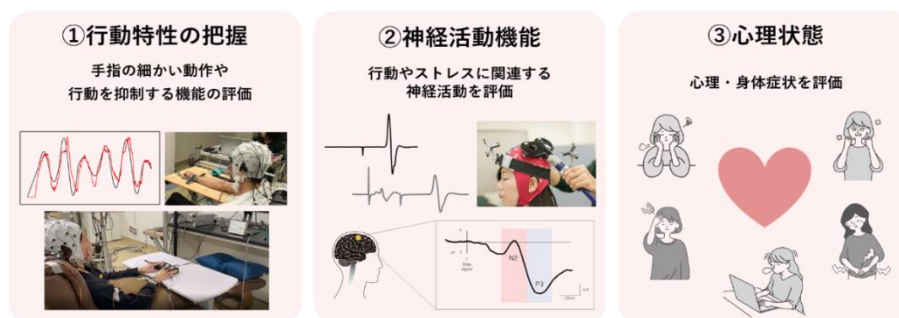 ①行動特性の把握
手指の細かい動作や
行動を抑制する機能の評価
②神経活動機能
行動やストレスに関連する
神経活動を評価
N2
P3
③心理状態
心理・身体症状を評価